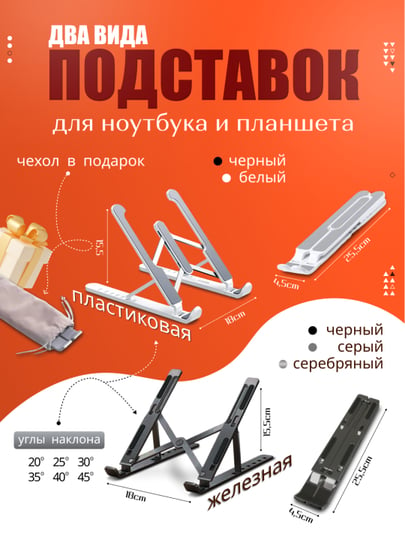 ДВА ВИДА
ПОДСТАВОК
для ноутбука и планшета
чехол в подарок
черный
белый
15,5
18cm
4,5cm
25,5cm
пластиковая
черный
серый
серебряный
углы наклона
20° 25° 30°
35° 40° 45°
15,5cm
18cm
железная
4,5cm
25,5cm